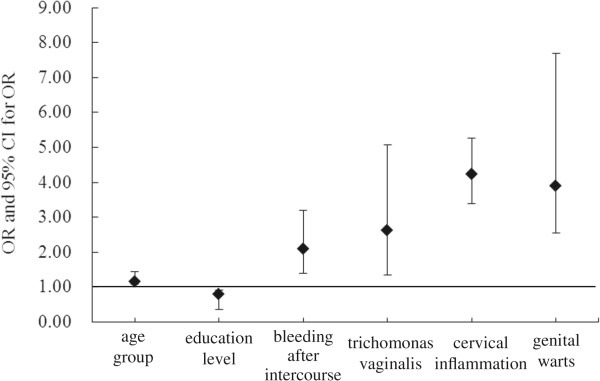 9.00
8.00
7.00
6.00
5.00
4.00
3.00
2.00
1.00
0.00
OR and 95% CI for OR
age
group
education
level
bleeding
after
intercourse
trichomonas
vaginalis
cervical
inflammation
genital
warts